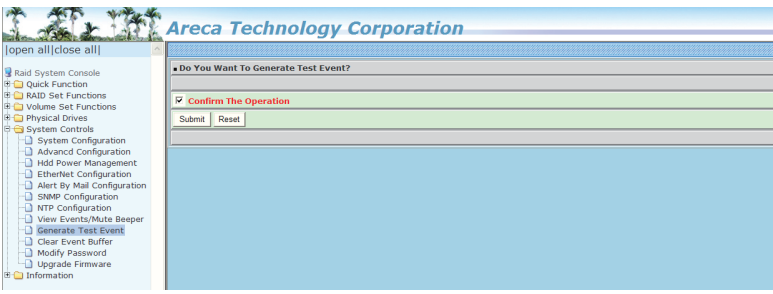 Areca Technology Corporation
|open all|close all|
Raid System Console
Quick Function
RAID Set Functions
Volume Set Functions
Physical Drives
System Controls
System Configuration
Advancd Configuration
Hdd Power Management
EtherNet Configuration
Alert By Mail Configuration
SNMP Configuration
NTP Configuration
View Events/Mute Beeper
Generate Test Event
Clear Event Buffer
Modify Password
Upgrade Firmware
Information
Do You Want To Generate Test Event?
Confirm The Operation
Submit Reset